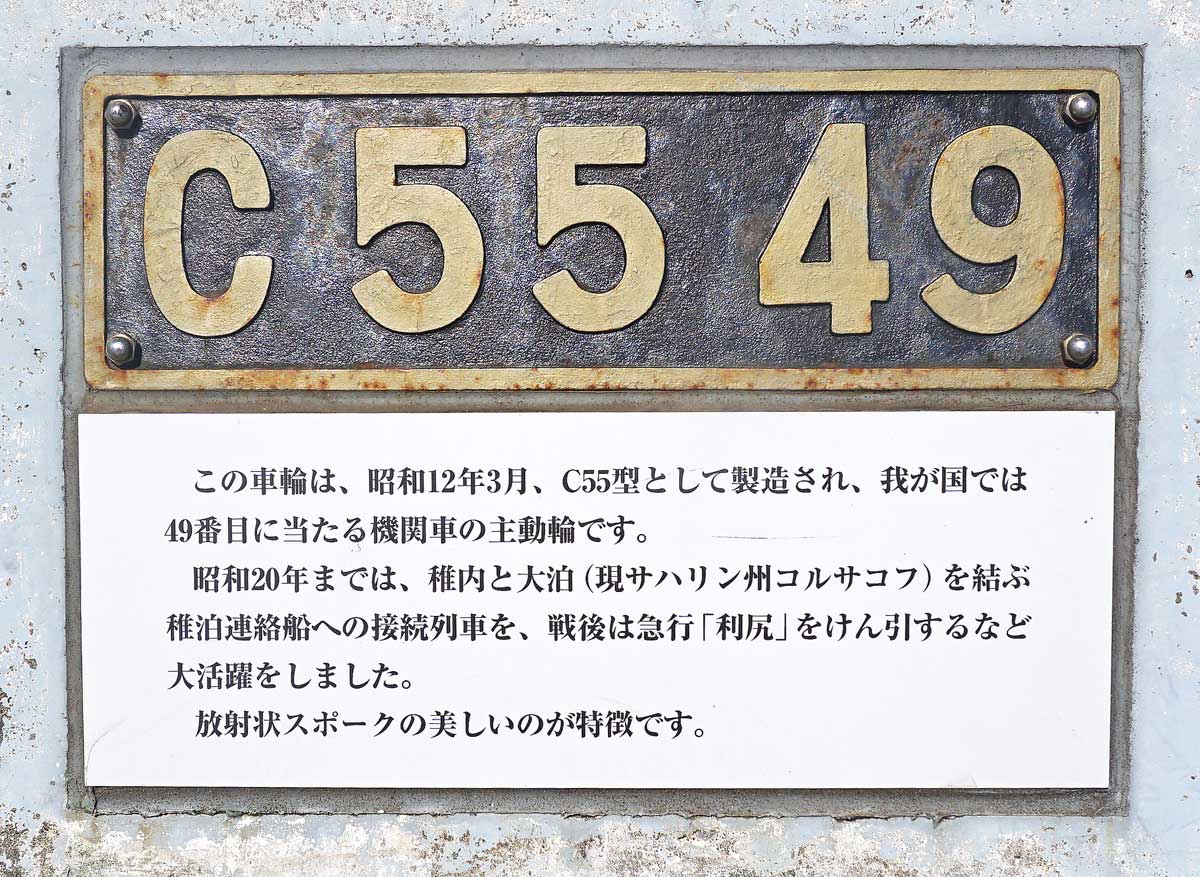 C55 49
この車輪は、昭和12年3月、C55型として製造され、我が国では
49番目に当たる機関車の主動輪です。
昭和20年までは、稚内と大泊(現サハリン州コルサコフ)を結ぶ
稚泊連絡船への接続列車を、戦後は急行「利尻」をけん引するなど
大活躍をしました。
放射状スポークの美しいのが特徴です。